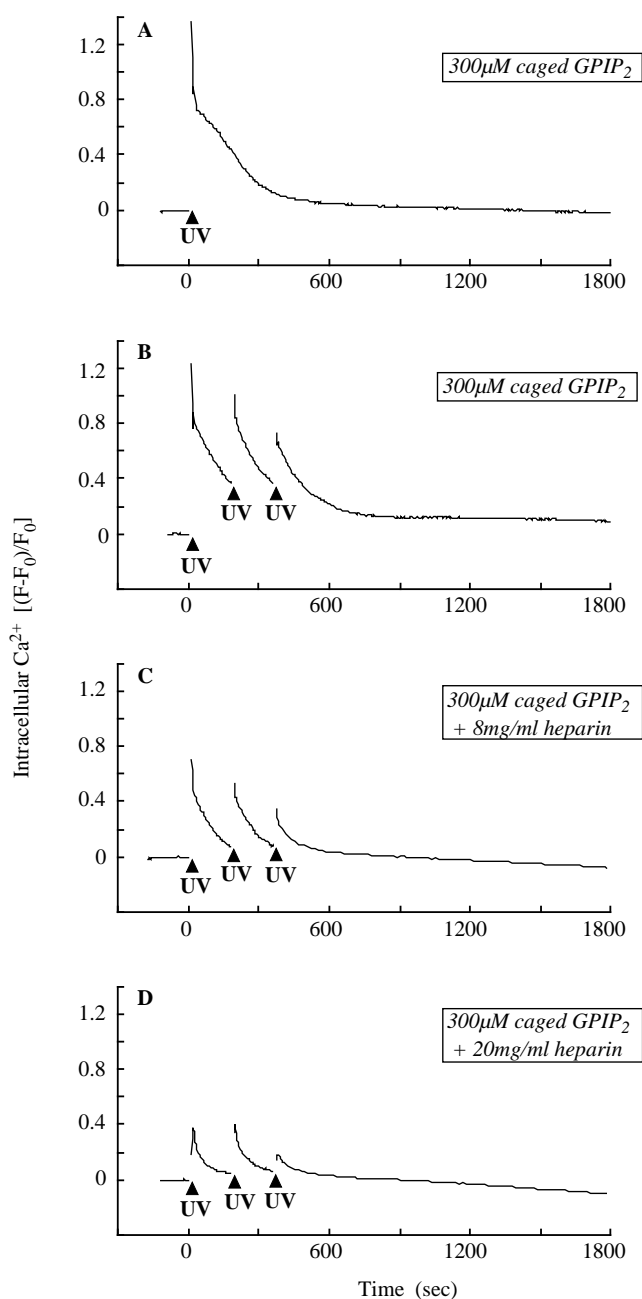 A
300µM caged GPIP₂
1.2
0.8
0.4
0
UV
0 600 1200 1800
B
300µM caged GPIP₂
1.2
0.8
0.4
0
UV UV
UV
0 600 1200 1800
C
300µM caged GPIP₂
+ 8mg/ml heparin
1.2
0.8
0.4
0
UV UV UV
0 600 1200 1800
D
300µM caged GPIP₂
+ 20mg/ml heparin
1.2
0.8
0.4
0
UV UV UV
0 600 1200 1800
Intracellular Ca²⁺ [(F-F₀)/F₀]
Time (sec)